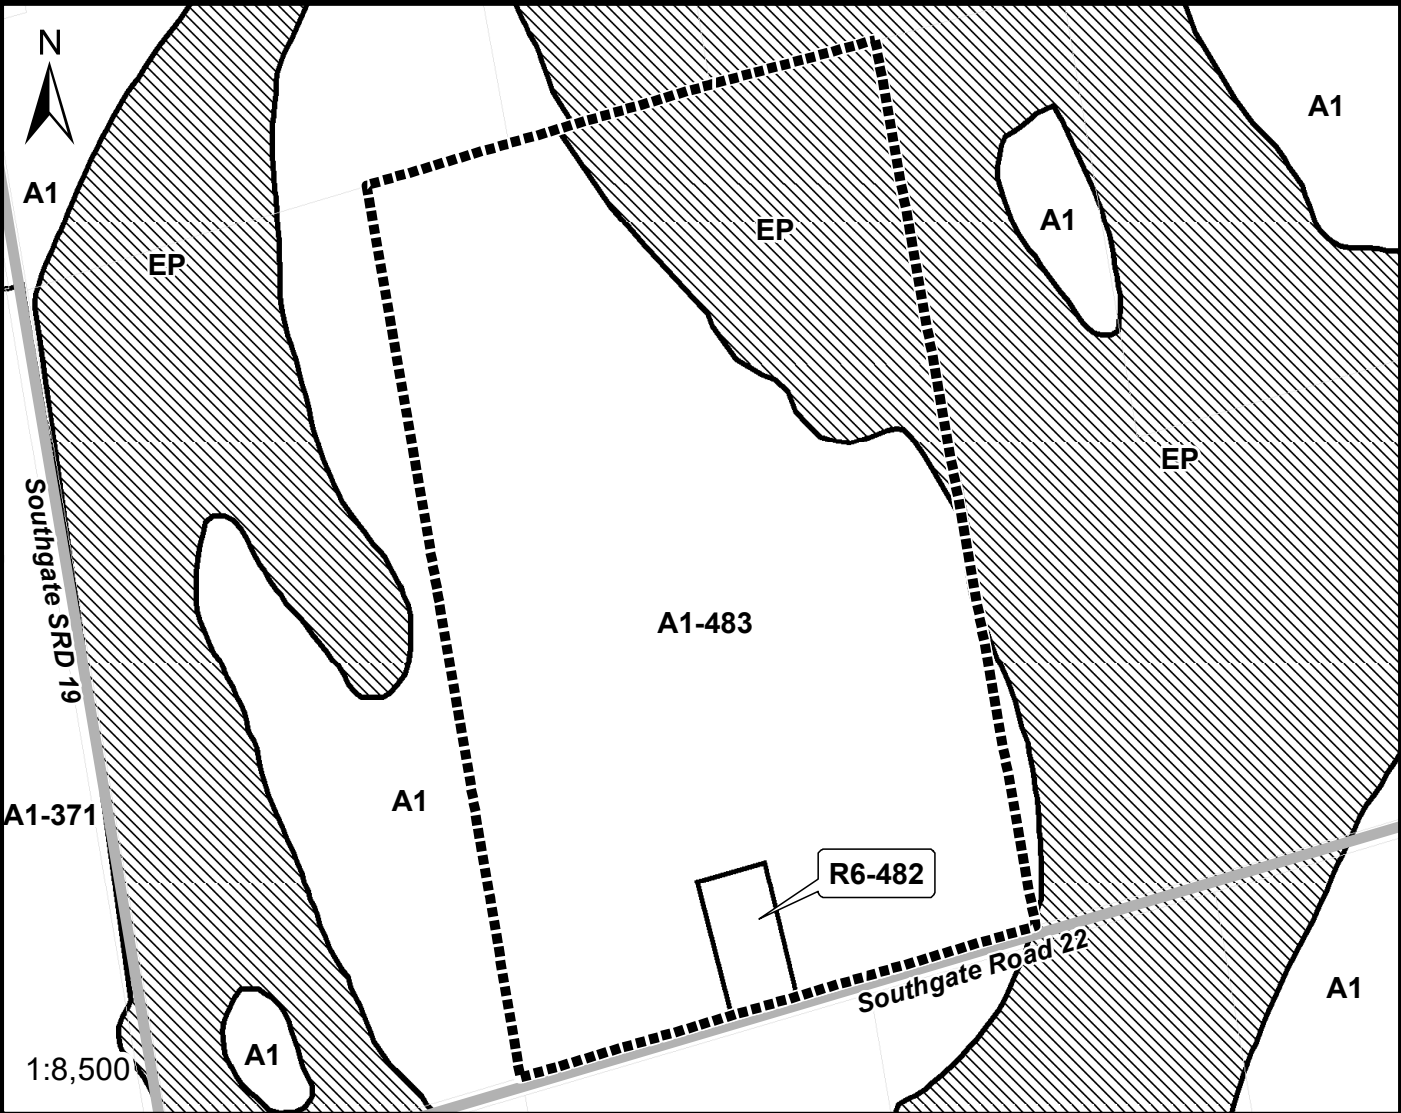 N
A1
A1
EP
A1
EP
EP
Southgate SRD 19
A1-483
A1
A1-371
R6-482
Southgate Road 22
A1
A1
1:8,500